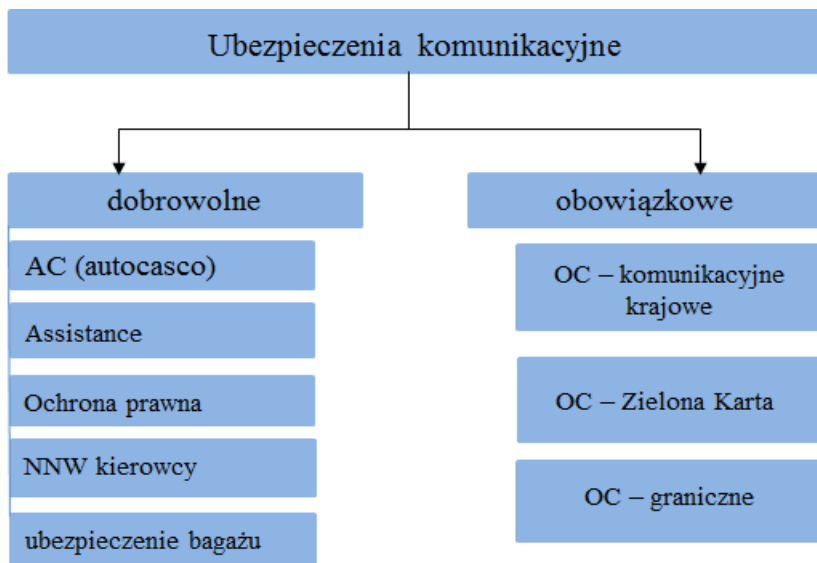 Ubezpieczenia komunikacyjne
dobrowolne
AC (autocasco)
Assistance
Ochrona prawna
NNW kierowcy
ubezpieczenie bagażu
obowiązkowe
OC – komunikacyjne
krajowe
OC – Zielona Karta
OC – graniczne